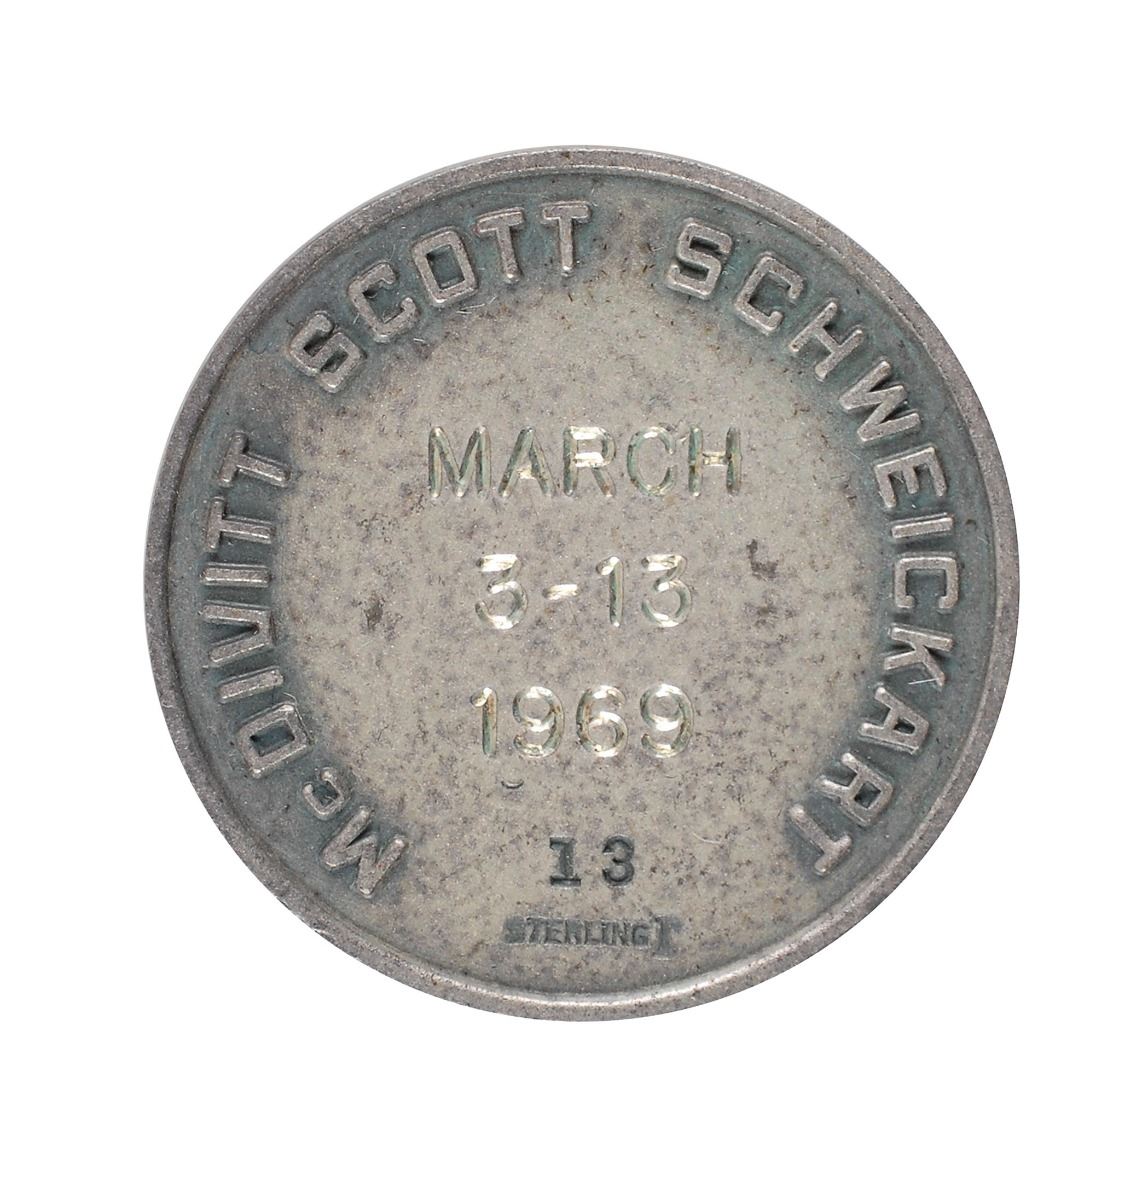 McDIVITT SCOTT SCHWEICKART
MARCH
3-13
1969
13
STERLING